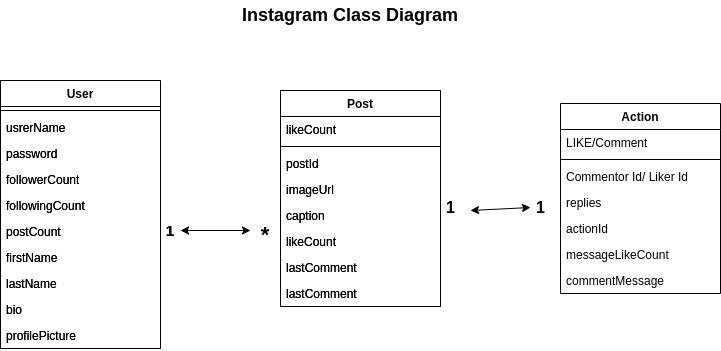 Instagram Class Diagram
User
usrerName
password
followerCount
followingCount
postCount
firstName
lastName
bio
profilePicture
1
*
Post
likeCount
postId
imageUrl
caption
likeCount
lastComment
lastComment
1
1
Action
LIKE/Comment
Commentor Id/ Liker Id
replies
actionId
messageLikeCount
commentMessage